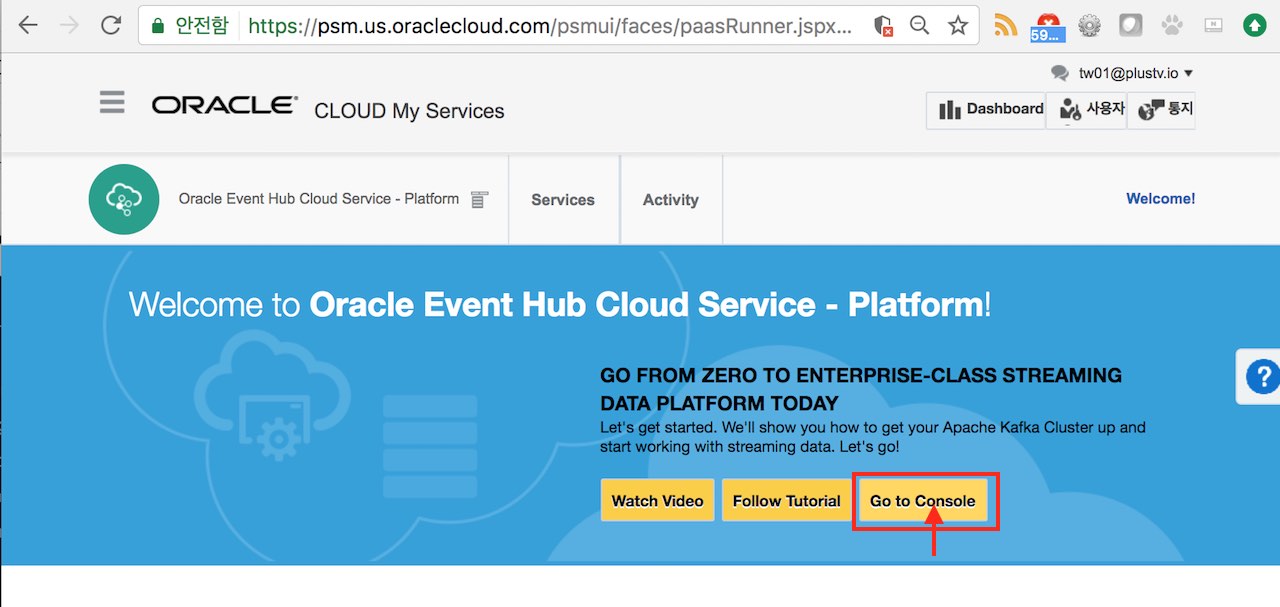 안전함 https://psm.us.oraclecloud.com/psmui/faces/paasRunner.jspx...
59...
tw01@plustv.io
ORACLE CLOUD My Services
Dashboard 사용자 통지
Oracle Event Hub Cloud Service - Platform Services Activity Welcome!
Welcome to Oracle Event Hub Cloud Service - Platform!
GO FROM ZERO TO ENTERPRISE-CLASS STREAMING
DATA PLATFORM TODAY
Let's get started. We'll show you how to get your Apache Kafka Cluster up and
start working with streaming data. Let's go!
Watch Video Follow Tutorial Go to Console
?